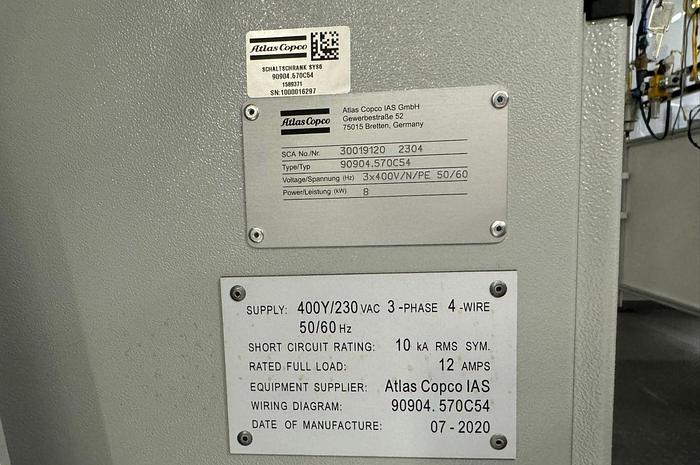 Atlas Copco
SCHALTSCHRANK SYS6
90904.570C54
1589371
SN:1000016297
Atlas Copco
Atlas Copco IAS GmbH
Gewerbestraße 52
75015 Bretten, Germany
SCA No./Nr. 30019120 2304
Type/Typ 90904.570C54
Voltage/Spannung (Hz) 3x400V/N/PE 50/60
Power/Leistung (kW) 8
SUPPLY: 400Y/230 VAC 3-PHASE 4-WIRE
50/60 Hz
SHORT CIRCUIT RATING: 10 kA RMS SYM.
RATED FULL LOAD: 12 AMPS
EQUIPMENT SUPPLIER: Atlas Copco IAS
WIRING DIAGRAM: 90904.570C54
DATE OF MANUFACTURE: 07-2020